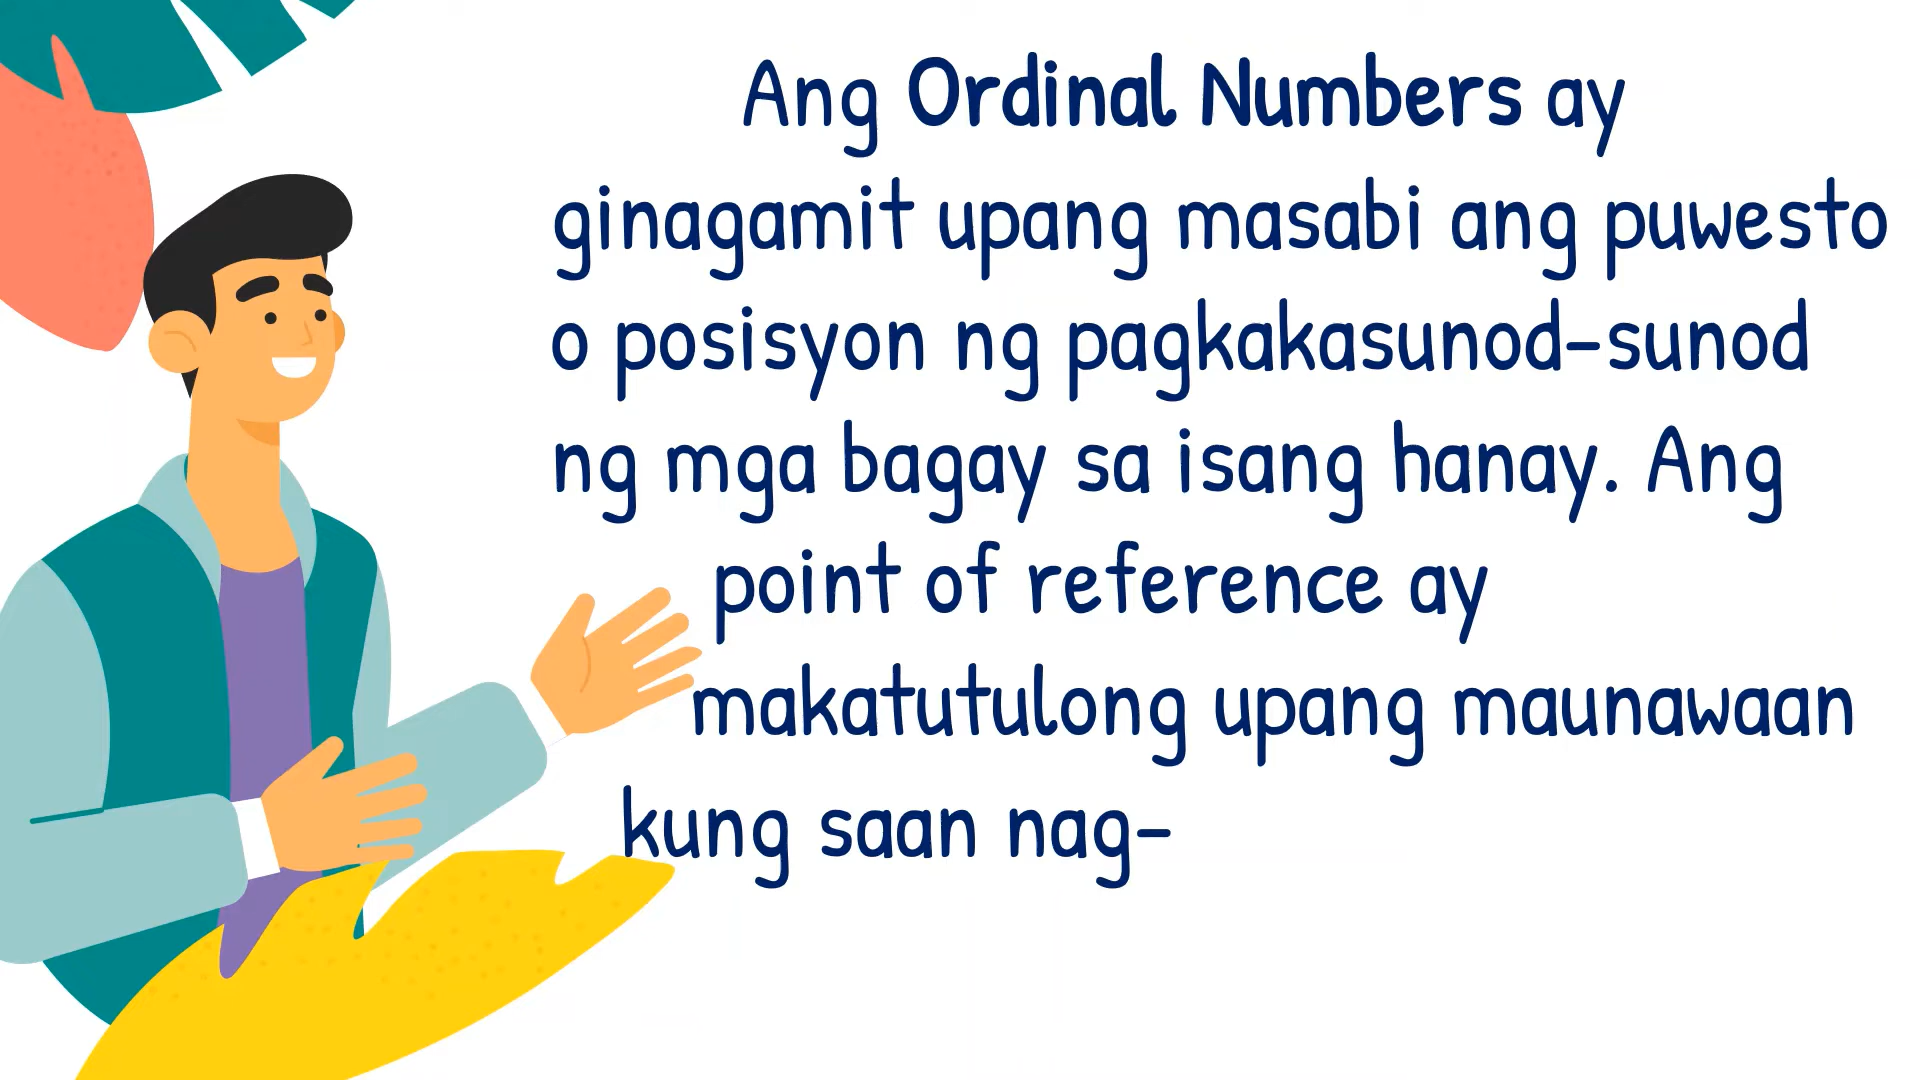 Ang Ordinal Numbers ay
ginagamit upang masabi ang puwesto
o posisyon ng pagkakasunod-sunod
ng mga bagay sa isang hanay. Ang
point of reference ay
makatutulong upang maunawaan
kung saan nag-